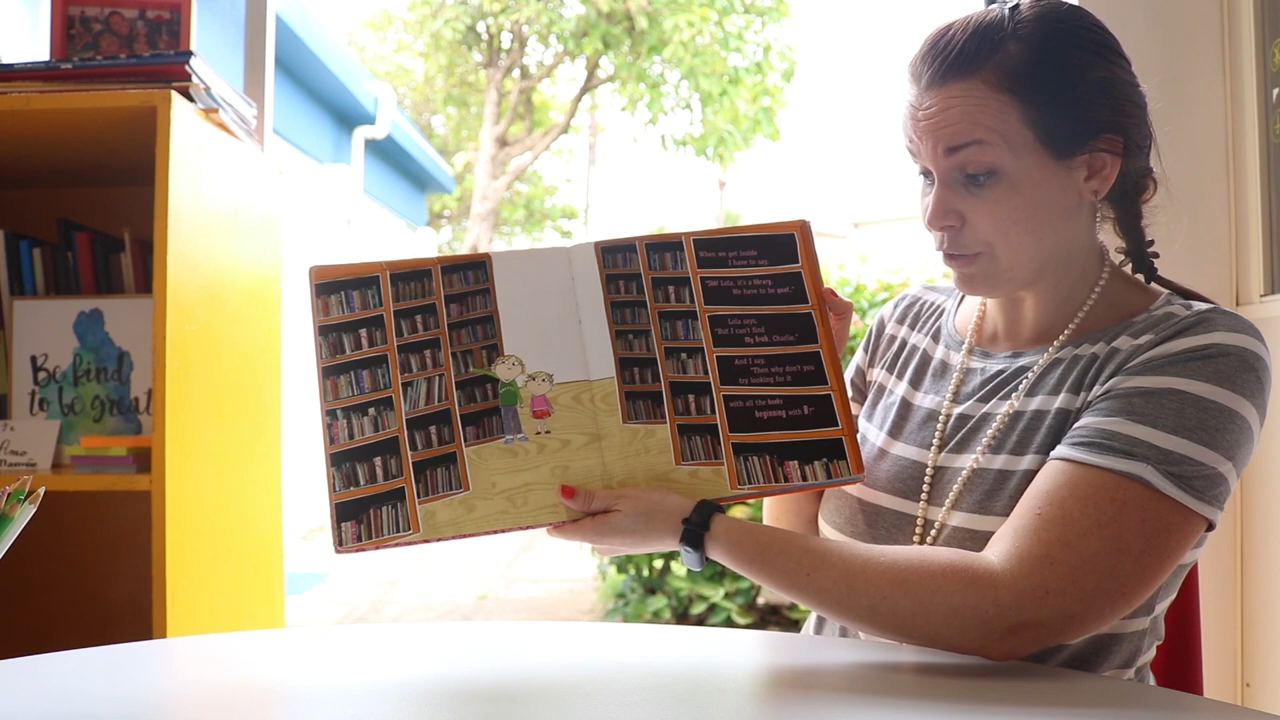 Be kind
to be great
Amo
When we get inside
I have to say,
"Shh! Lola, it's a library.
We have to be quiet."
Lola says,
"But I can't find
my book, Charlie."
And I say,
"Then why don't you
try looking for it
with all the books
beginning with B?"